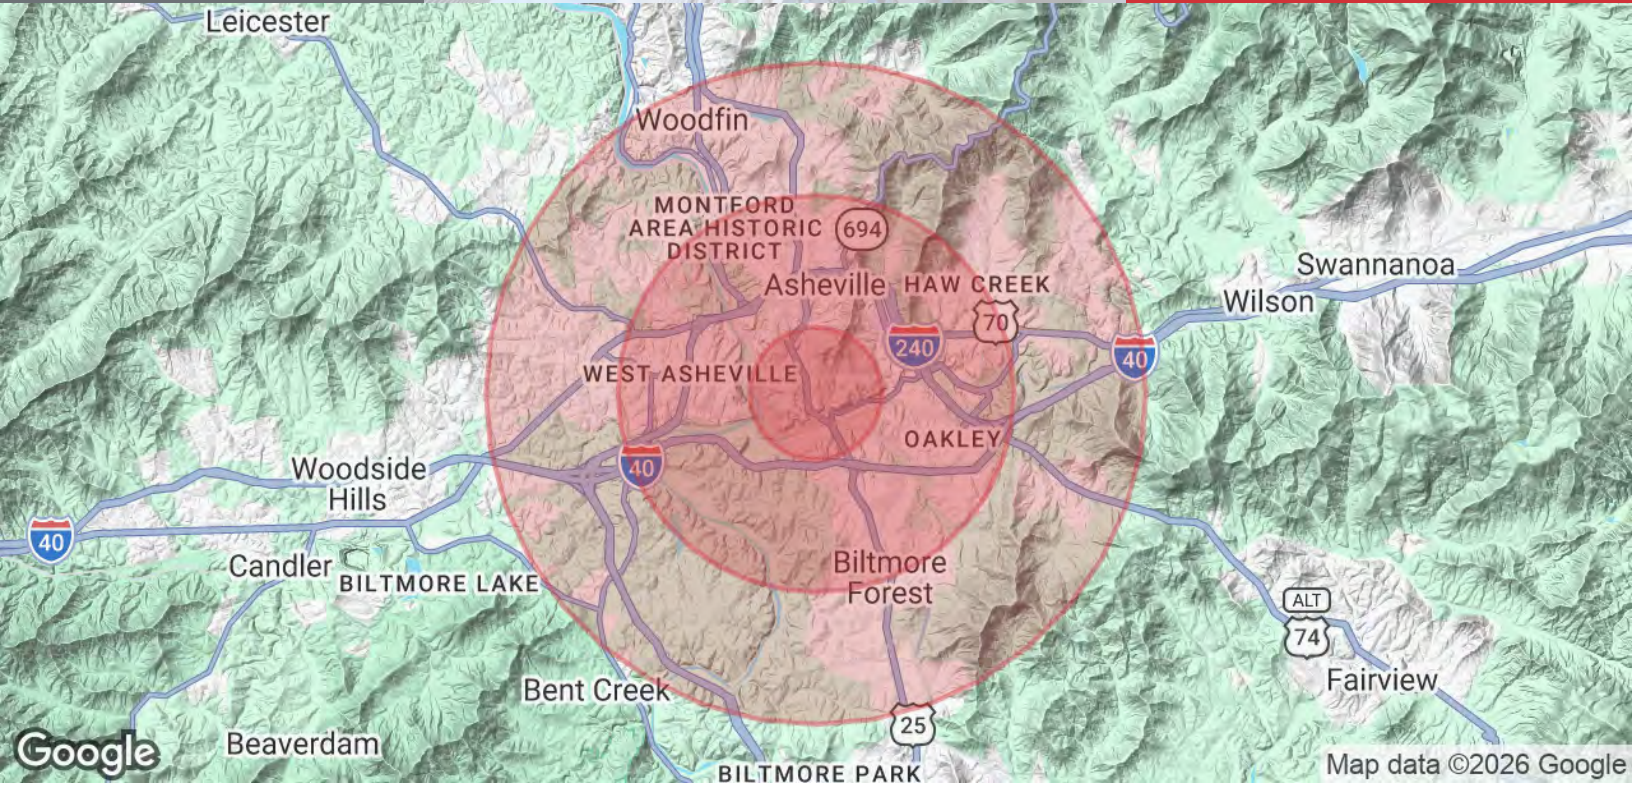 Leicester
Woodfin
MONTFORD
AREA HISTORIC
DISTRICT
694
Asheville
HAW CREEK
Swannanoa
Wilson
70
240
40
WEST ASHEVILLE
OAKLEY
40
Woodside
Hills
40
Candler
BILTMORE LAKE
Biltmore
Forest
ALT
74
Fairview
Bent Creek
25
Beaverdam
BILTMORE PARK
Google
Map data ©2026 Google